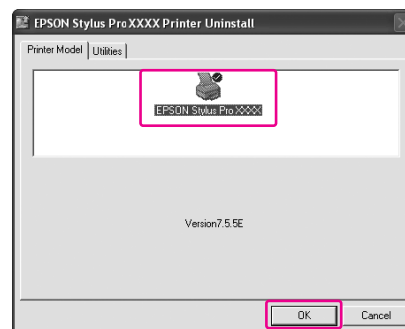 EPSON Stylus Pro XXXX Printer Uninstall
Printer Model Utilities
EPSON Stylus Pro XXXX
Version7.5.5E
OK Cancel